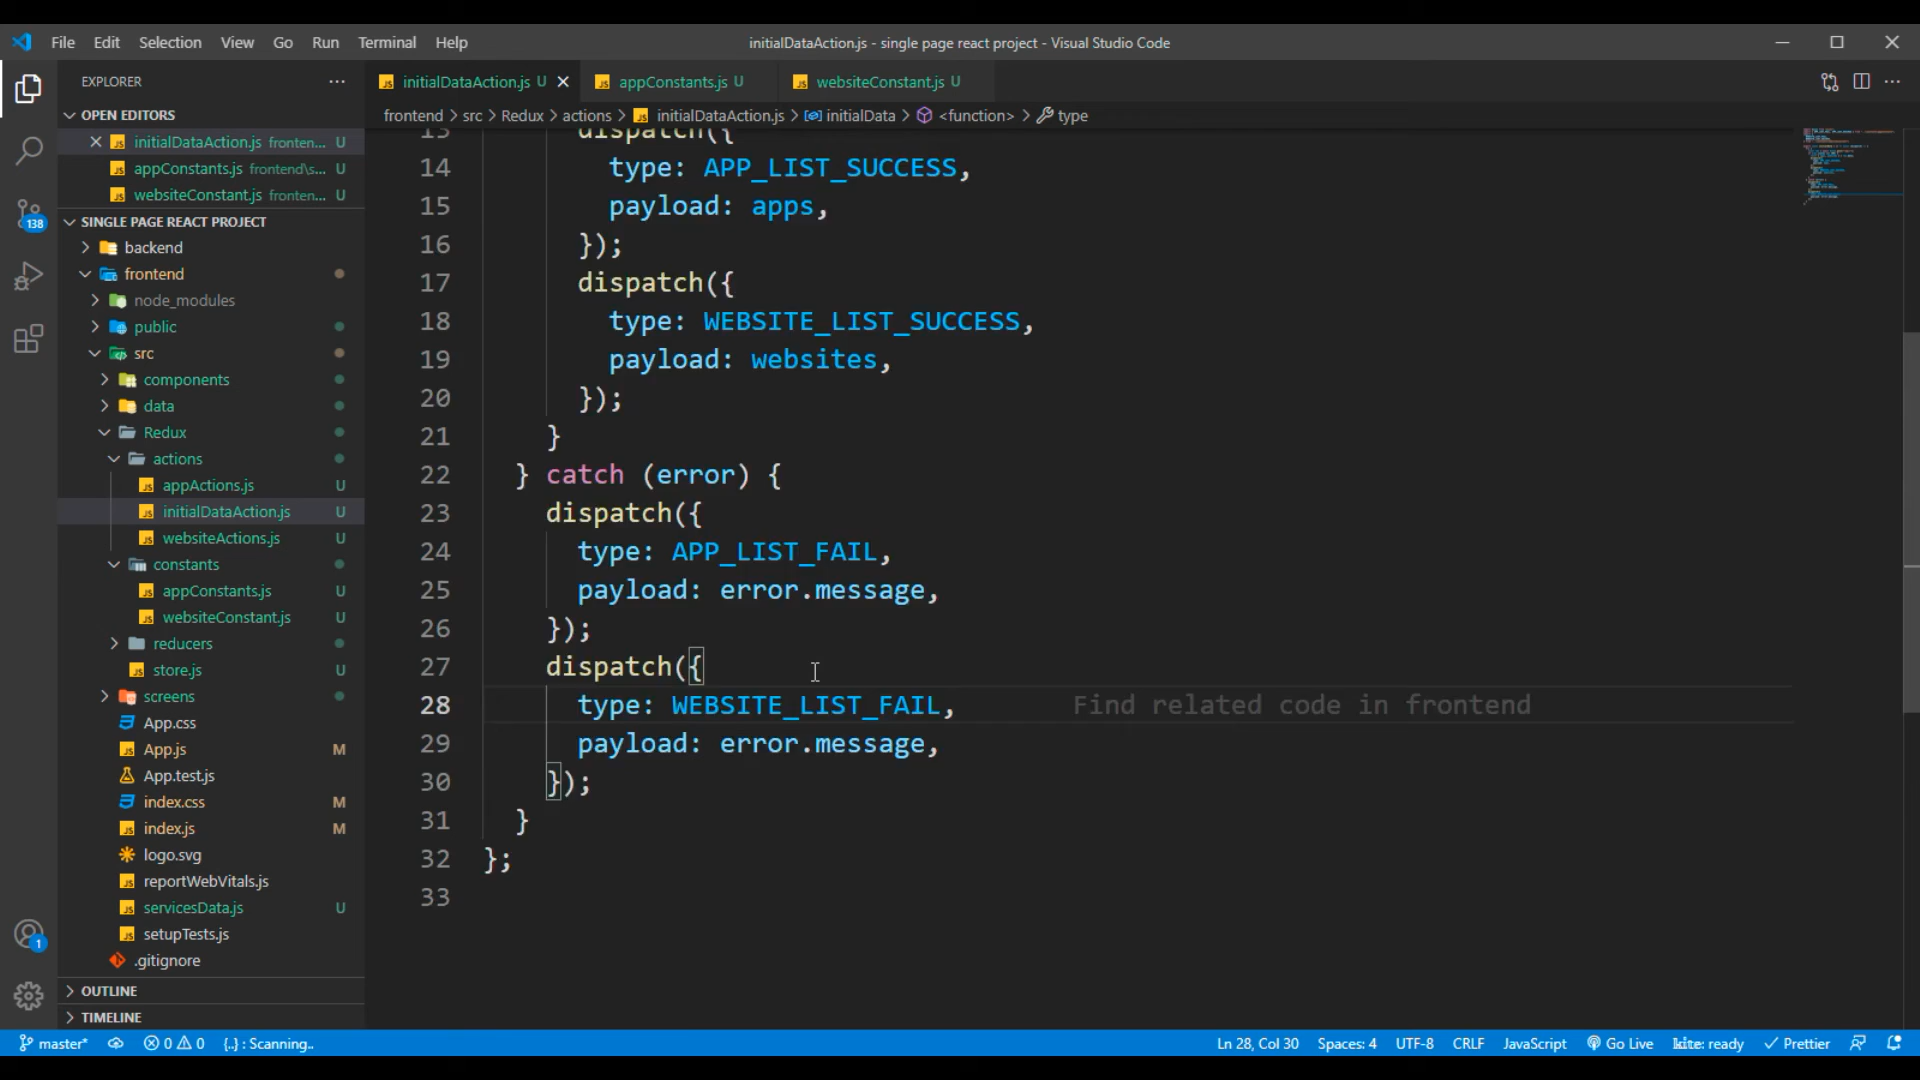 File Edit Selection View Go Run Terminal Help
initialDataAction.js - single page react project - Visual Studio Code
EXPLORER
OPEN EDITORS
initialDataAction.js fronten... U
appConstants.js frontend\s... U
websiteConstant.js fronten... U
138
SINGLE PAGE REACT PROJECT
backend
frontend
node_modules
public
src
components
data
Redux
actions
appActions.js U
initialDataAction.js U
websiteActions.js U
constants
appConstants.js U
websiteConstant.js U
reducers
store.js U
screens
App.css
App.js M
App.test.js
index.css M
index.js M
logo.svg
reportWebVitals.js
servicesData.js U
setupTests.js
.gitignore
1
OUTLINE
TIMELINE
initialDataAction.js U appConstants.js U websiteConstant.js U
frontend > src > Redux > actions > initialDataAction.js > initialData > <function> > type
13 dispatch({
14 type: APP_LIST_SUCCESS,
15 payload: apps,
16 });
17 dispatch({
18 type: WEBSITE_LIST_SUCCESS,
19 payload: websites,
20 });
21 }
22 } catch (error) {
23 dispatch({
24 type: APP_LIST_FAIL,
25 payload: error.message,
26 });
27 dispatch({
28 type: WEBSITE_LIST_FAIL, Find related code in frontend
29 payload: error.message,
30 });
31 }
32 };
33
master* 0 0 {..} : Scanning.. Ln 28, Col 30 Spaces: 4 UTF-8 CRLF JavaScript Go Live kite: ready Prettier